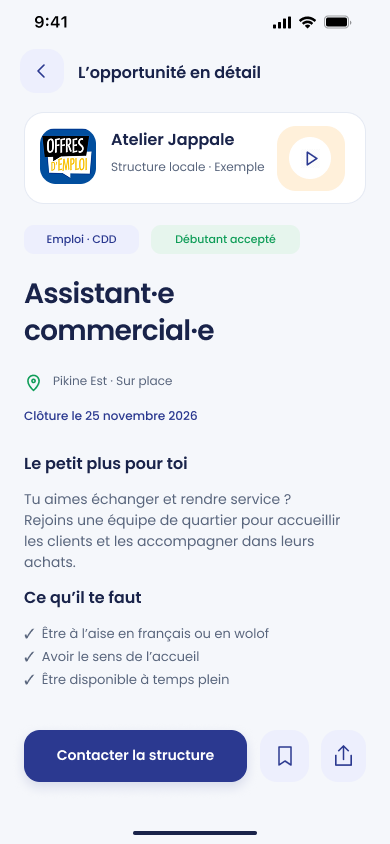 9:41
L’opportunité en détail
OFFRES
D'EMPLOI
Atelier Jappale
Structure locale · Exemple
Emploi · CDD
Débutant accepté
Assistant·e
commercial·e
Pikine Est · Sur place
Clôture le 25 novembre 2026
Le petit plus pour toi
Tu aimes échanger et rendre service ?
Rejoins une équipe de quartier pour accueillir
les clients et les accompagner dans leurs
achats.
Ce qu’il te faut
✓ Être à l’aise en français ou en wolof
✓ Avoir le sens de l’accueil
✓ Être disponible à temps plein
Contacter la structure